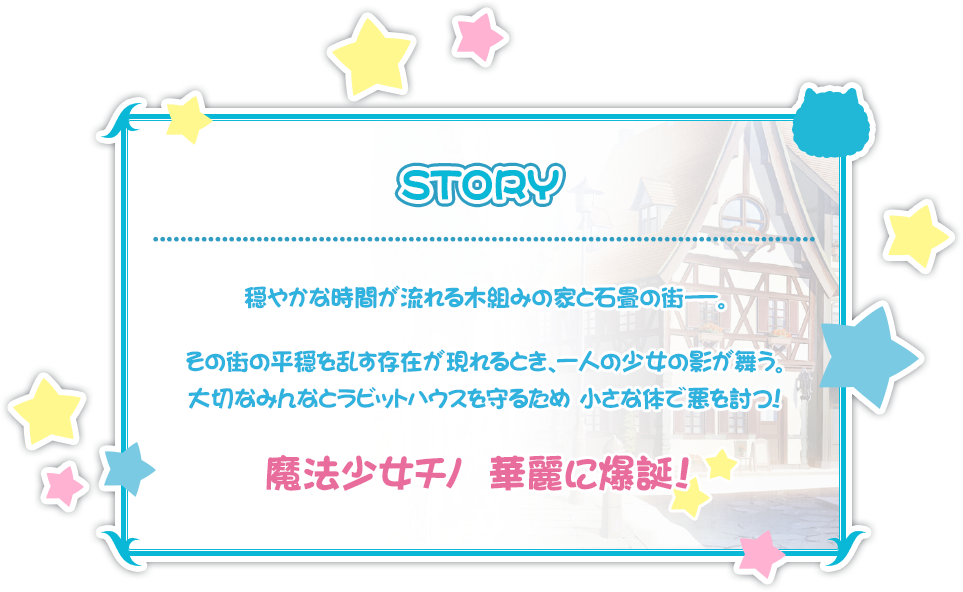 STORY
穏やかな時間が流れる木組みの家と石畳の街──。
その街の平穏を乱す存在が現れるとき、一人の少女の影が舞う。
大切なみんなとラビットハウスを守るため 小さな体で悪を討つ!
魔法少女チノ 華麗に爆誕!